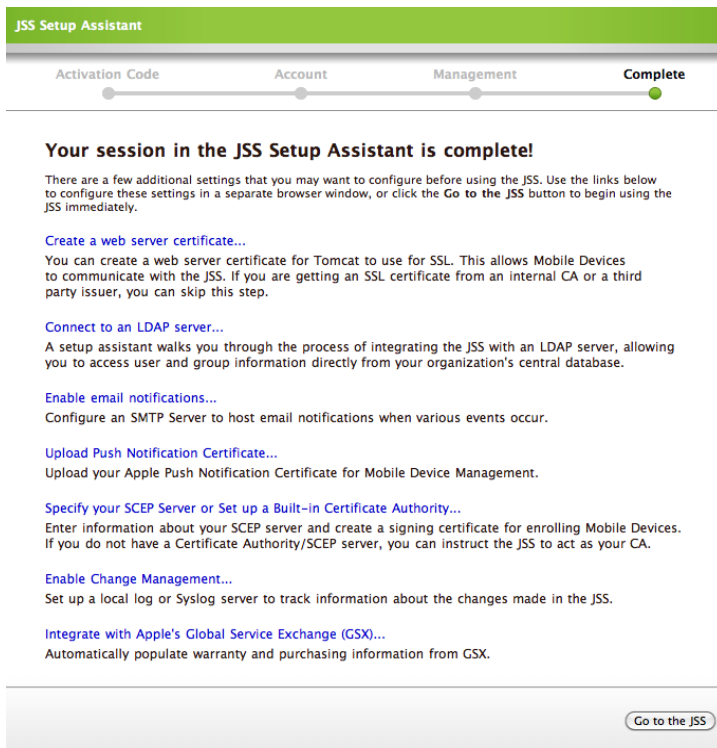 JSS Setup Assistant
Activation Code Account Management Complete
Your session in the JSS Setup Assistant is complete!
There are a few additional settings that you may want to configure before using the JSS. Use the links below
to configure these settings in a separate browser window, or click the Go to the JSS button to begin using the
JSS immediately.
Create a web server certificate...
You can create a web server certificate for Tomcat to use for SSL. This allows Mobile Devices
to communicate with the JSS. If you are getting an SSL certificate from an internal CA or a third
party issuer, you can skip this step.
Connect to an LDAP server...
A setup assistant walks you through the process of integrating the JSS with an LDAP server, allowing
you to access user and group information directly from your organization's central database.
Enable email notifications...
Configure an SMTP Server to host email notifications when various events occur.
Upload Push Notification Certificate...
Upload your Apple Push Notification Certificate for Mobile Device Management.
Specify your SCEP Server or Set up a Built-in Certificate Authority...
Enter information about your SCEP server and create a signing certificate for enrolling Mobile Devices.
If you do not have a Certificate Authority/SCEP server, you can instruct the JSS to act as your CA.
Enable Change Management...
Set up a local log or Syslog server to track information about the changes made in the JSS.
Integrate with Apple's Global Service Exchange (GSX)...
Automatically populate warranty and purchasing information from GSX.
Go to the JSS